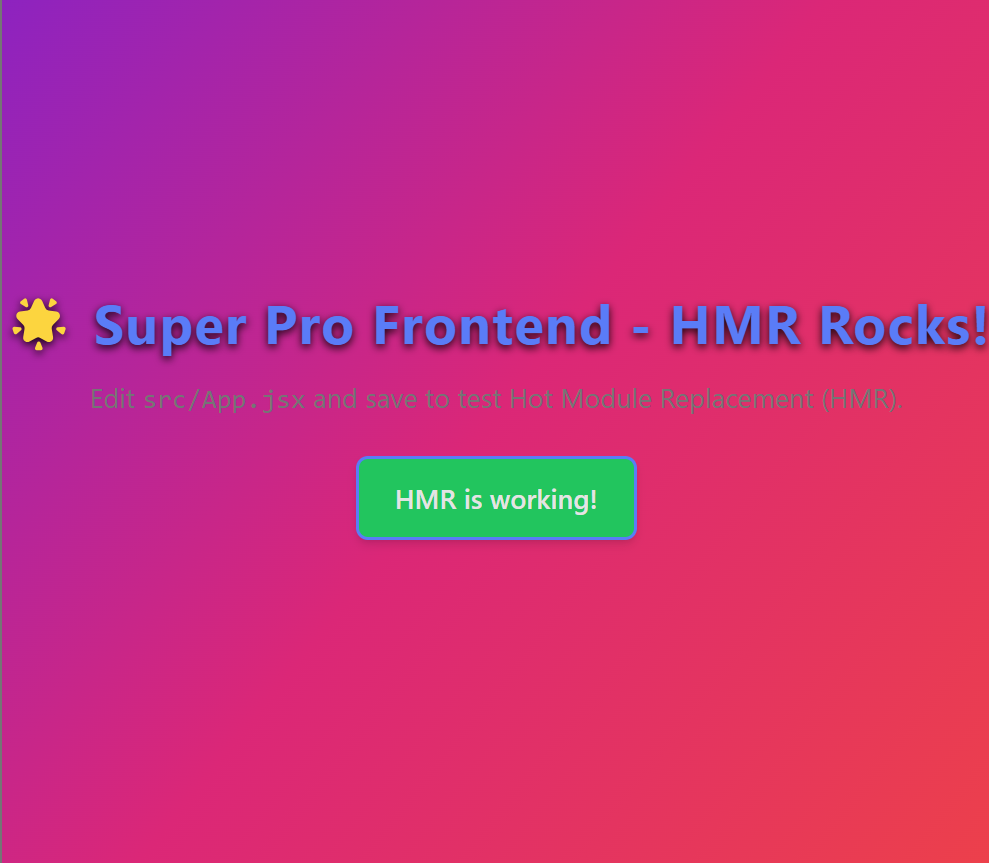 🌟 Super Pro Frontend - HMR Rocks!
Edit src/App.jsx and save to test Hot Module Replacement (HMR).
HMR is working!